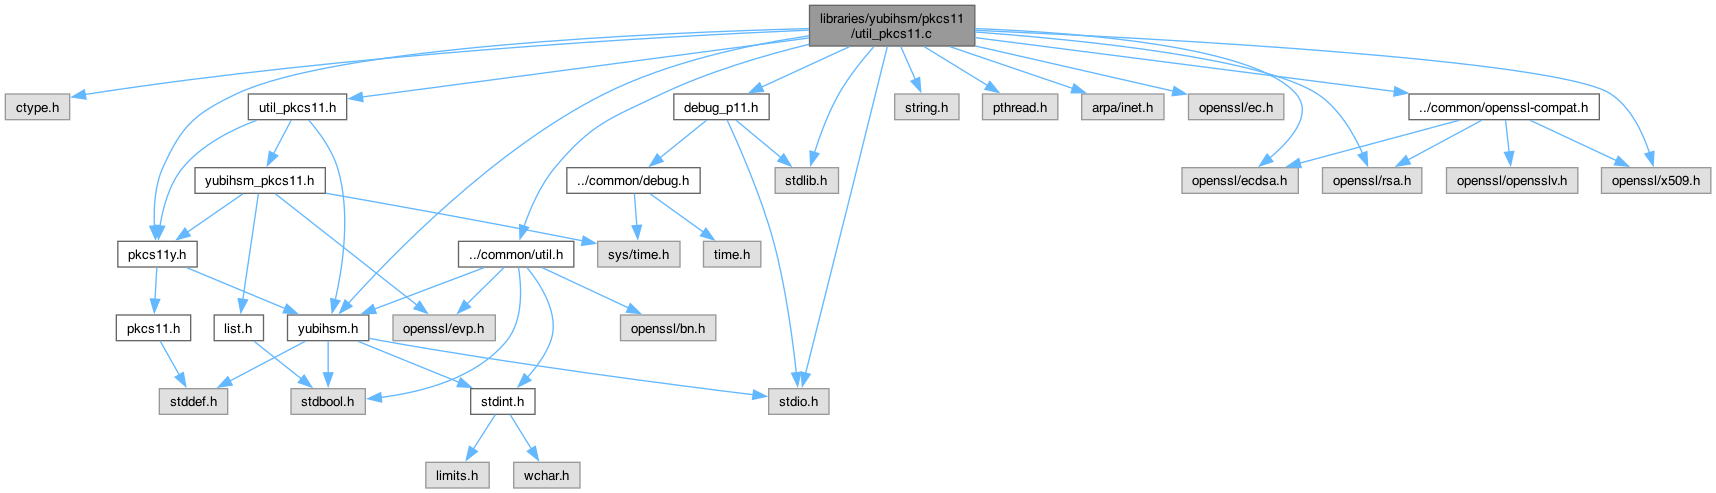 libraries/yubihsm/pkcs11
/util_pkcs11.c
ctype.h
util_pkcs11.h
debug_p11.h
string.h
pthread.h
arpa/inet.h
openssl/ec.h
../common/openssl-compat.h
yubihsm_pkcs11.h
../common/debug.h
stdlib.h
openssl/ecdsa.h
openssl/rsa.h
openssl/opensslv.h
openssl/x509.h
pkcs11y.h
../common/util.h
sys/time.h
time.h
pkcs11.h
list.h
yubihsm.h
openssl/evp.h
openssl/bn.h
stddef.h
stdbool.h
stdint.h
stdio.h
limits.h
wchar.h